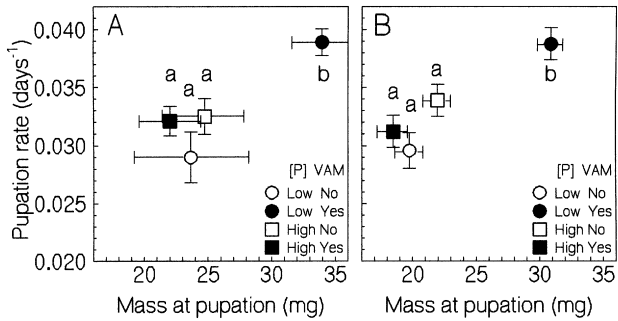 A
B
Pupation rate (days-1)
0.040
0.035
0.030
0.025
0.020
a a
a
b
a
a
a
b
[P] VAM
Low No
Low Yes
High No
High Yes
[P] VAM
Low No
Low Yes
High No
High Yes
20 25 30 35
20 25 30 35
Mass at pupation (mg)
Mass at pupation (mg)